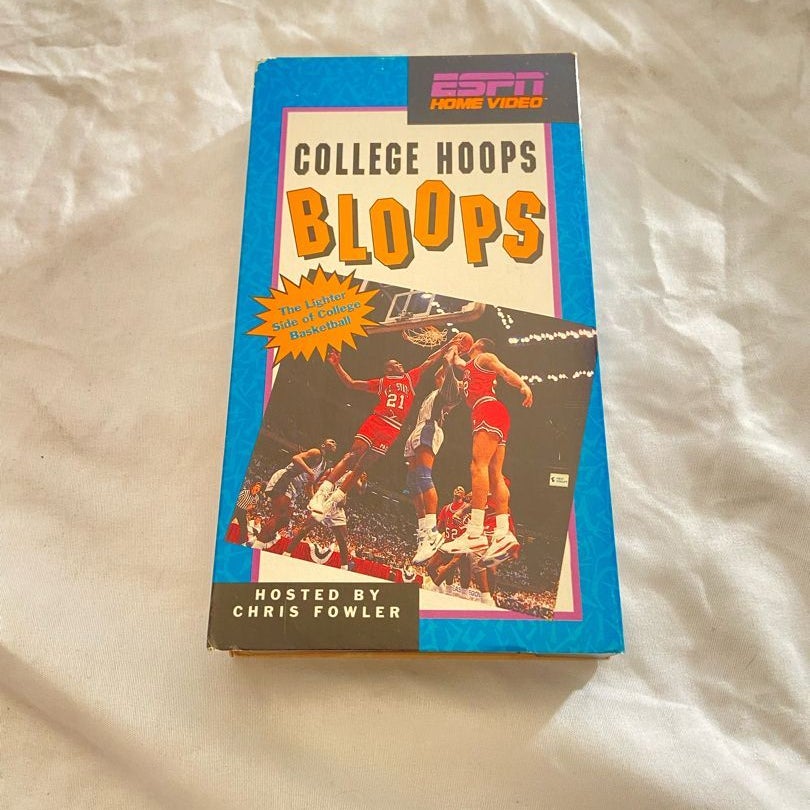 ESPN
HOME VIDEO
COLLEGE HOOPS
BLOOPS
The Lighter
Side of College
Basketball
21
HOSTED BY
CHRIS FOWLER